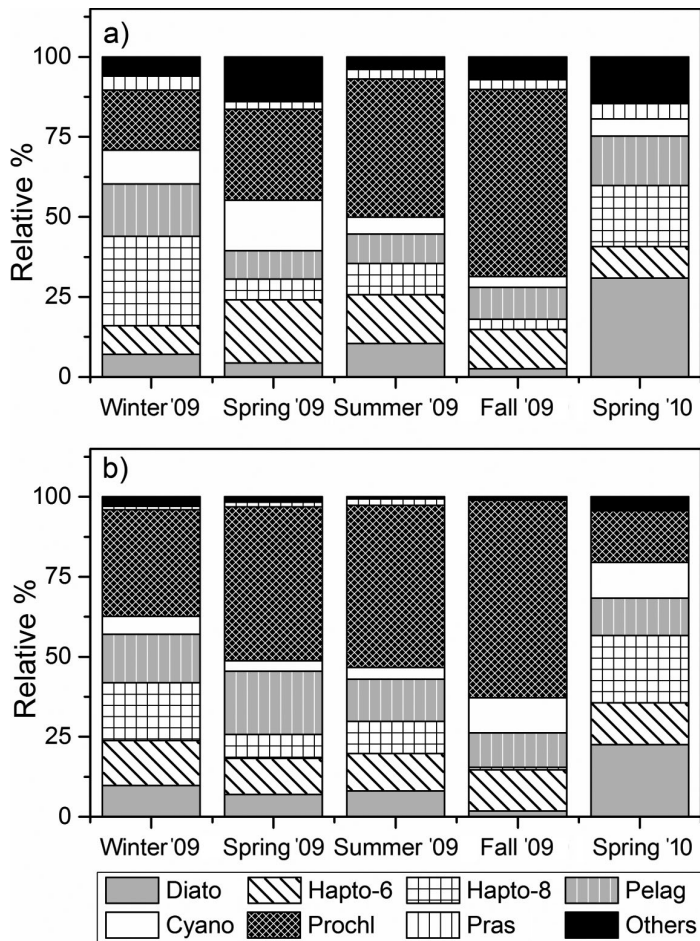 a)
Relative %
100
75
50
25
0
Winter '09 Spring '09 Summer '09 Fall '09 Spring '10
b)
Relative %
100
75
50
25
0
Winter '09 Spring '09 Summer '09 Fall '09 Spring '10
Diato Hapto-6 Hapto-8 Pelag
Cyano Prochl Pras Others